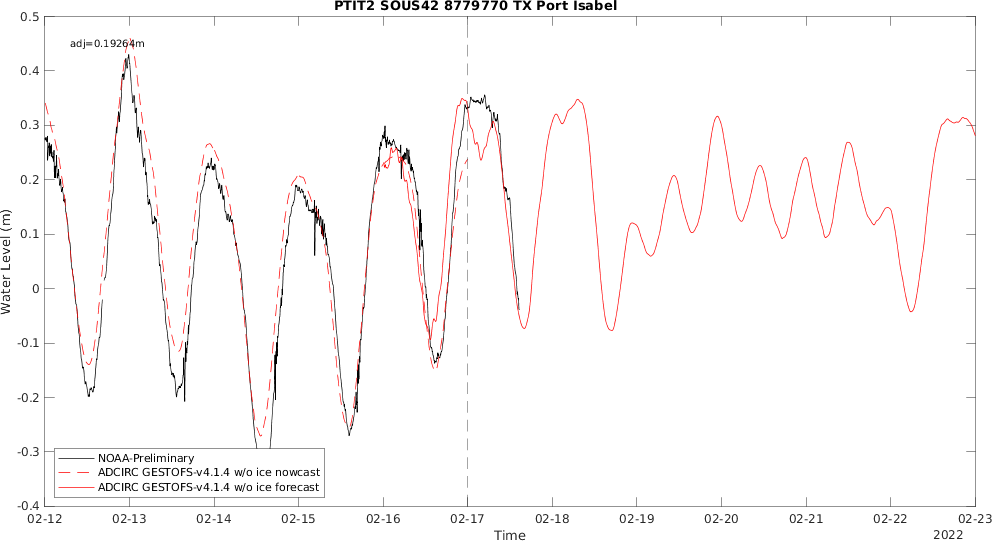 PTIT2 SOUS42 8779770 TX Port Isabel
adj=0.19264m
0.5
0.4
0.3
0.2
0.1
0
-0.1
-0.2
-0.3
-0.4
Water Level (m)
NOAA-Preliminary
ADCIRC GESTOFS-v4.1.4 w/o ice nowcast
ADCIRC GESTOFS-v4.1.4 w/o ice forecast
02-12 02-13 02-14 02-15 02-16 02-17 02-18 02-19 02-20 02-21 02-22 02-23
Time
2022